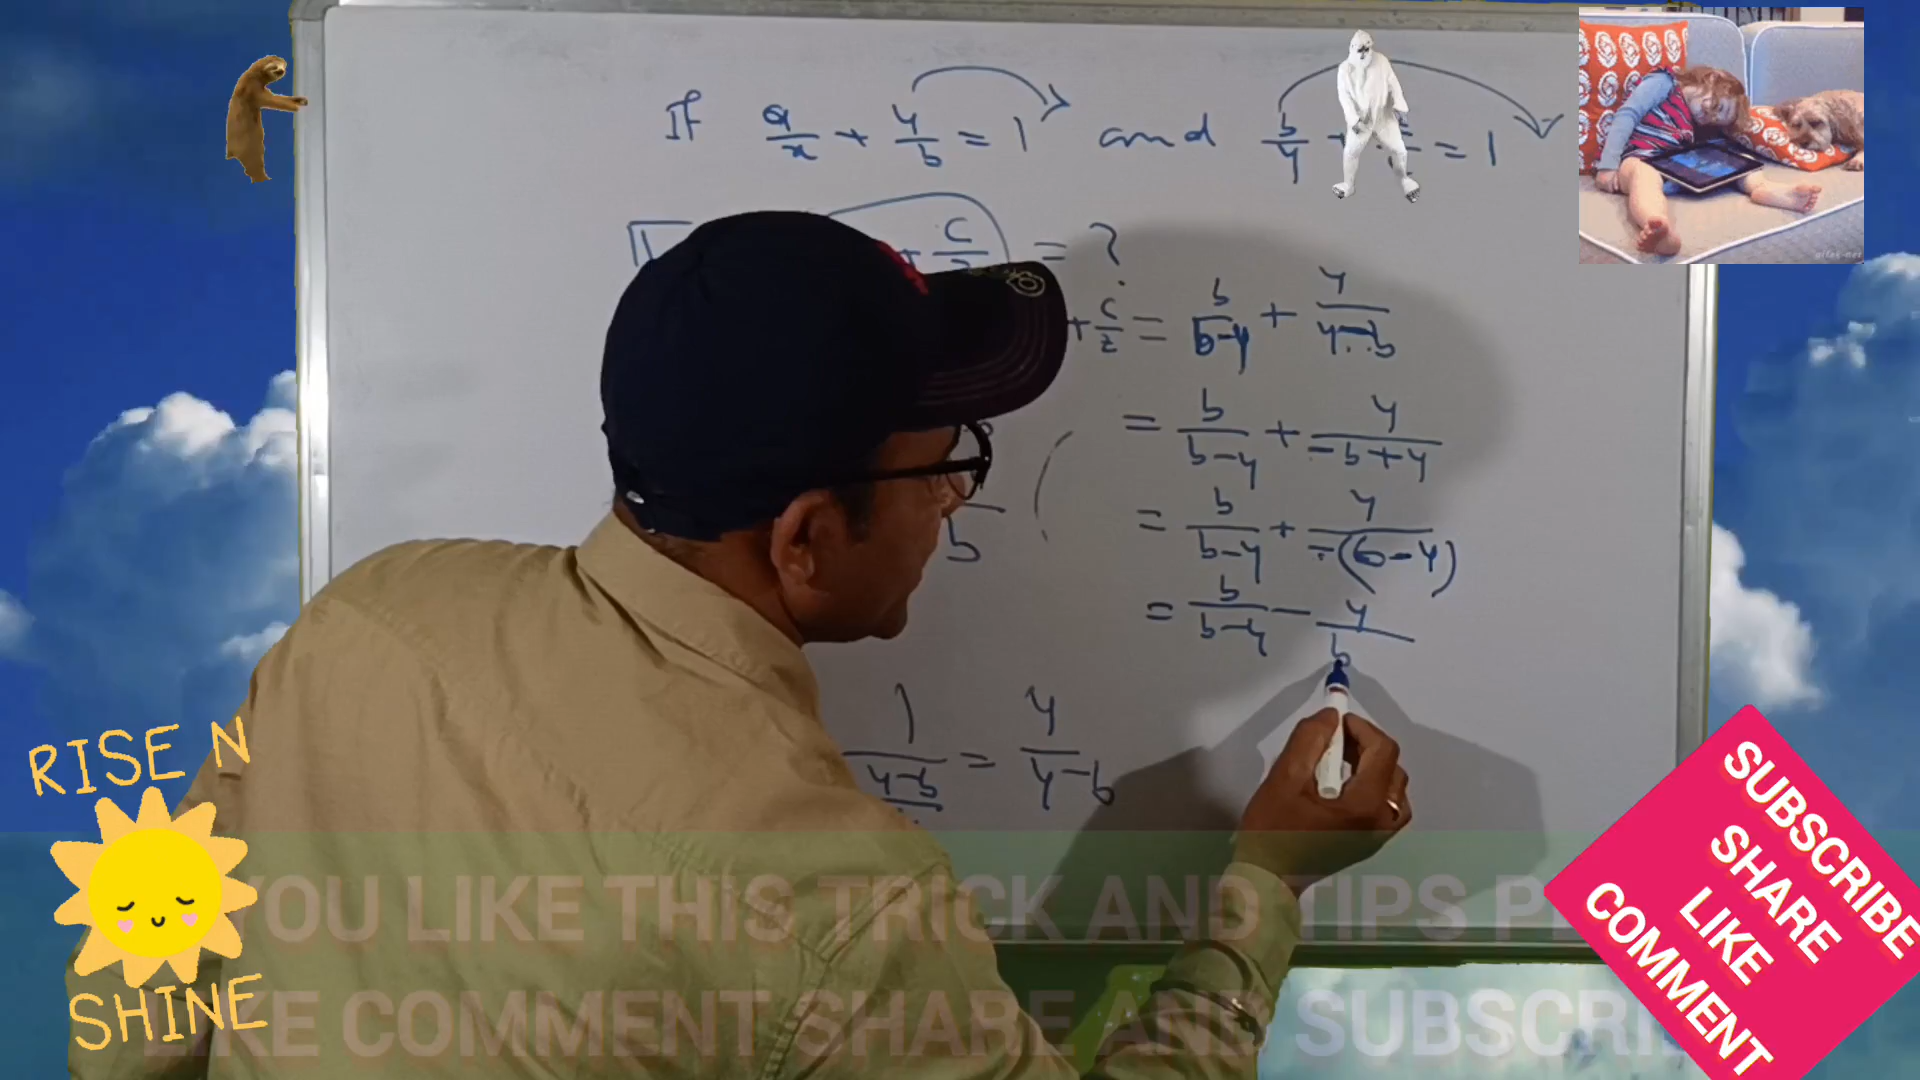 If a/x + y/b = 1 and b/y + = 1
+ c/ = ?
+ c/z = b/b-y + y/y-b
= b/b-y + y/-b+y
= b/b-y + y/-(b-y)
= b/b-y - y/b
b
1/y-b = y/y-b
RISE N
SHINE
YOU LIKE THIS TRICK AND TIPS P
KE COMMENT SHARE AND SUBSCRI
SUBSCRIBE
SHARE
LIKE
COMMENT